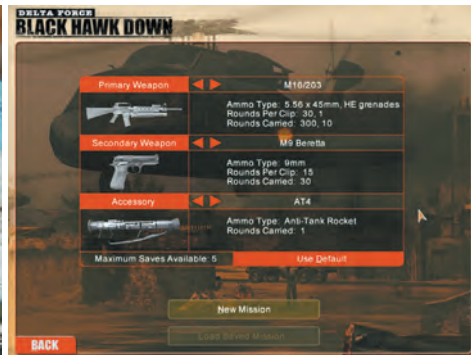 DELTA FORCE
BLACK HAWK DOWN
Primary Weapon M16/203
Ammo Type: 5.56 x 45mm, HE grenades
Rounds Per Clip: 30, 1
Rounds Carried: 300, 10
Secondary Weapon M9 Beretta
Ammo Type: 9mm
Rounds Per Clip: 15
Rounds Carried: 30
Accessory AT4
Ammo Type: Anti-Tank Rocket
Rounds Carried: 1
Maximum Saves Available: 5 Use Default
New Mission
Load Saved Mission
BACK